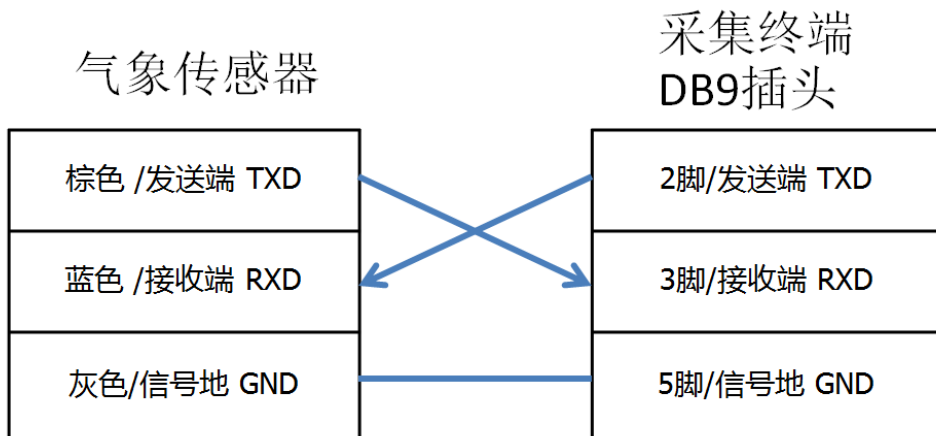 气象传感器
采集终端
DB9插头
棕色 /发送端 TXD
2脚/发送端 TXD
蓝色 /接收端 RXD
3脚/接收端 RXD
灰色/信号地 GND
5脚/信号地 GND